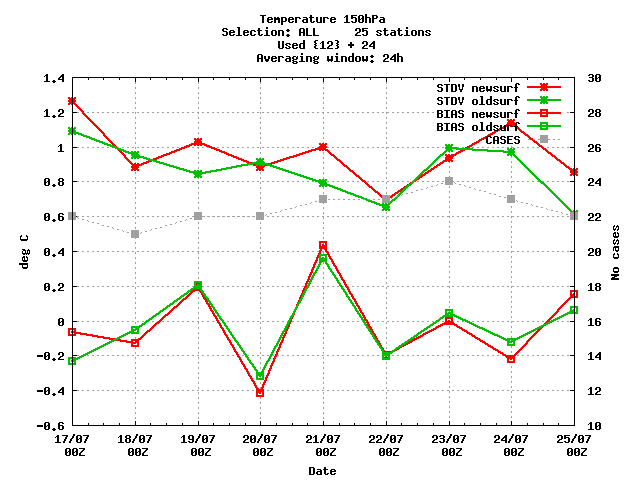 Temperature 150hPa
Selection: ALL 25 stations
Used {12} + 24
Averaging window: 24h
1.4
1.2
1
0.8
0.6
0.4
0.2
0
-0.2
-0.4
-0.6
deg C
30
28
26
24
22
20
18
16
14
12
10
No cases
STDV newsurf
STDV oldsurf
BIAS newsurf
BIAS oldsurf
CASES
17/07 18/07 19/07 20/07 21/07 22/07 23/07 24/07 25/07
00Z 00Z 00Z 00Z 00Z 00Z 00Z 00Z 00Z
Date